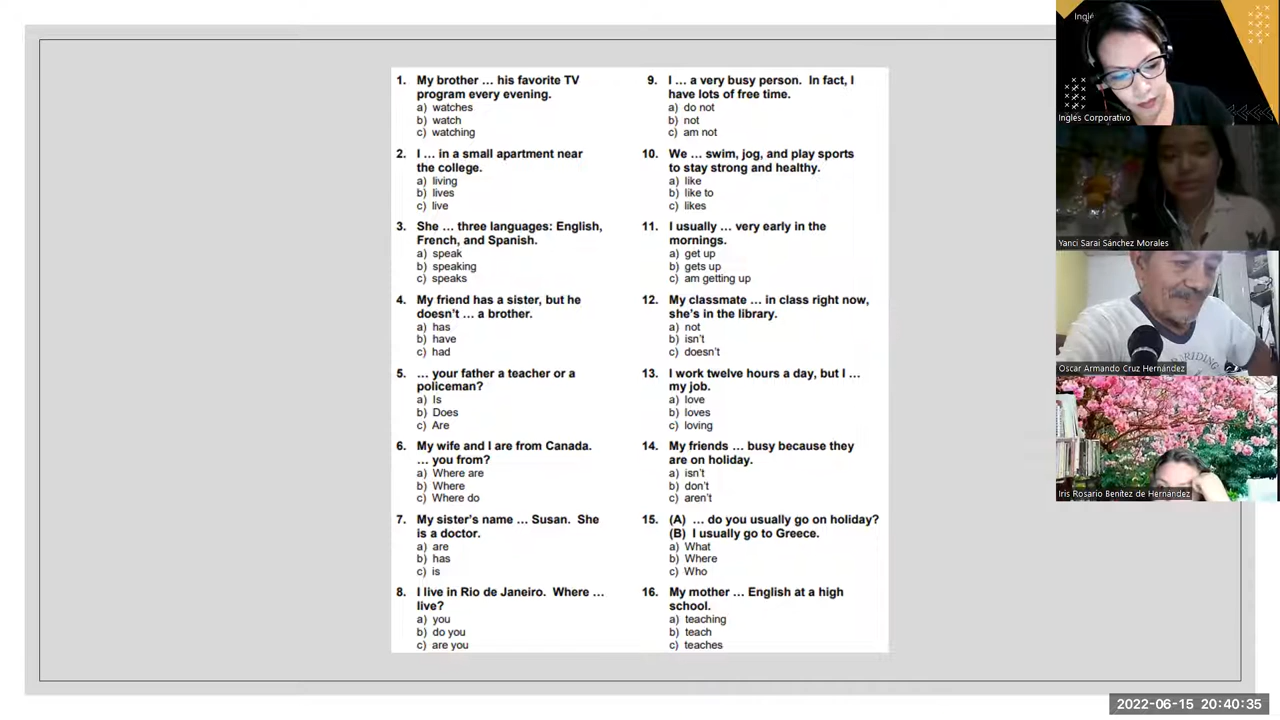 1. My brother … his favorite TV
program every evening.
a) watches
b) watch
c) watching
2. I … in a small apartment near
the college.
a) living
b) lives
c) live
3. She … three languages: English,
French, and Spanish.
a) speak
b) speaking
c) speaks
4. My friend has a sister, but he
doesn't … a brother.
a) has
b) have
c) had
5. … your father a teacher or a
policeman?
a) Is
b) Does
c) Are
6. My wife and I are from Canada.
… you from?
a) Where are
b) Where
c) Where do
7. My sister's name … Susan. She
is a doctor.
a) are
b) has
c) is
8. I live in Rio de Janeiro. Where …
live?
a) you
b) do you
c) are you
9. I … a very busy person. In fact, I
have lots of free time.
a) do not
b) not
c) am not
10. We … swim, jog, and play sports
to stay strong and healthy.
a) like
b) like to
c) likes
11. I usually … very early in the
mornings.
a) get up
b) gets up
c) am getting up
12. My classmate … in class right now,
she's in the library.
a) not
b) isn't
c) doesn't
13. I work twelve hours a day, but I …
my job.
a) love
b) loves
c) loving
14. My friends … busy because they
are on holiday.
a) isn't
b) don't
c) aren't
15. (A) … do you usually go on holiday?
(B) I usually go to Greece.
a) What
b) Where
c) Who
16. My mother … English at a high
school.
a) teaching
b) teach
c) teaches
Inglés Corporativo
Yanci Sarai Sánchez Morales
Oscar Armando Cruz Hernández
Iris Rosario Benítez de Hernández
2022-06-15 20:40:35